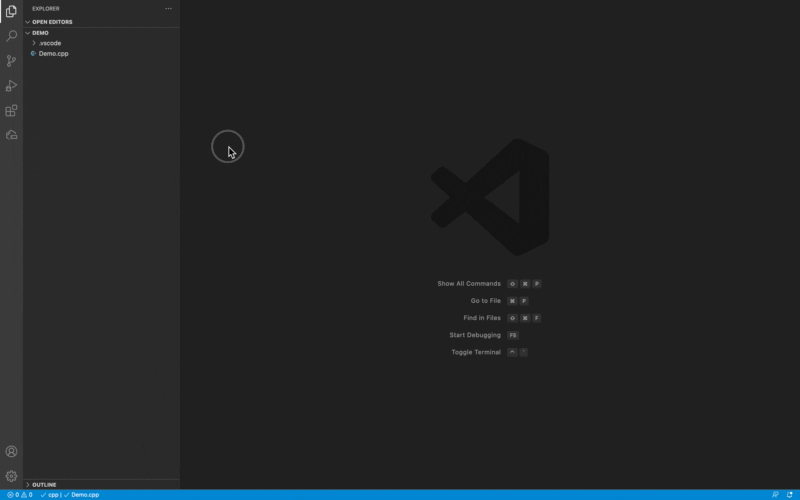 EXPLORER
OPEN EDITORS
DEMO
.vscode
Demo.cpp
Show All Commands ⇧ ⌘ P
Go to File ⌘ P
Find in Files ⇧ ⌘ F
Start Debugging F5
Toggle Terminal ^ `
OUTLINE
0 0 cpp | Demo.cpp